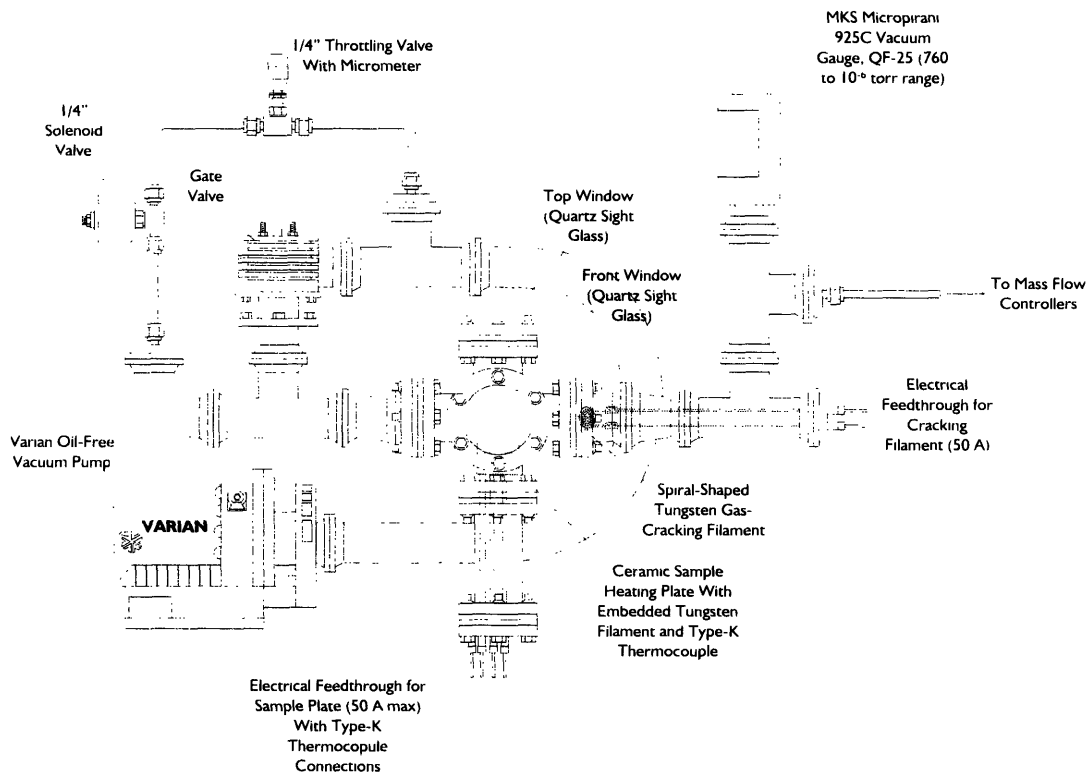 MKS Micropirani
925C Vacuum
Gauge, QF-25 (760
to 10⁻⁶ torr range)
1/4" Throttling Valve
With Micrometer
1/4"
Solenoid
Valve
Gate
Valve
Top Window
(Quartz Sight
Glass)
Front Window
(Quartz Sight
Glass)
To Mass Flow
Controllers
Electrical
Feedthrough for
Cracking
Filament (50 A)
Varian Oil-Free
Vacuum Pump
VARIAN
Spiral-Shaped
Tungsten Gas-
Cracking Filament
Ceramic Sample
Heating Plate With
Embedded Tungsten
Filament and Type-K
Thermocouple
Electrical Feedthrough for
Sample Plate (50 A max)
With Type-K
Thermocopule
Connections